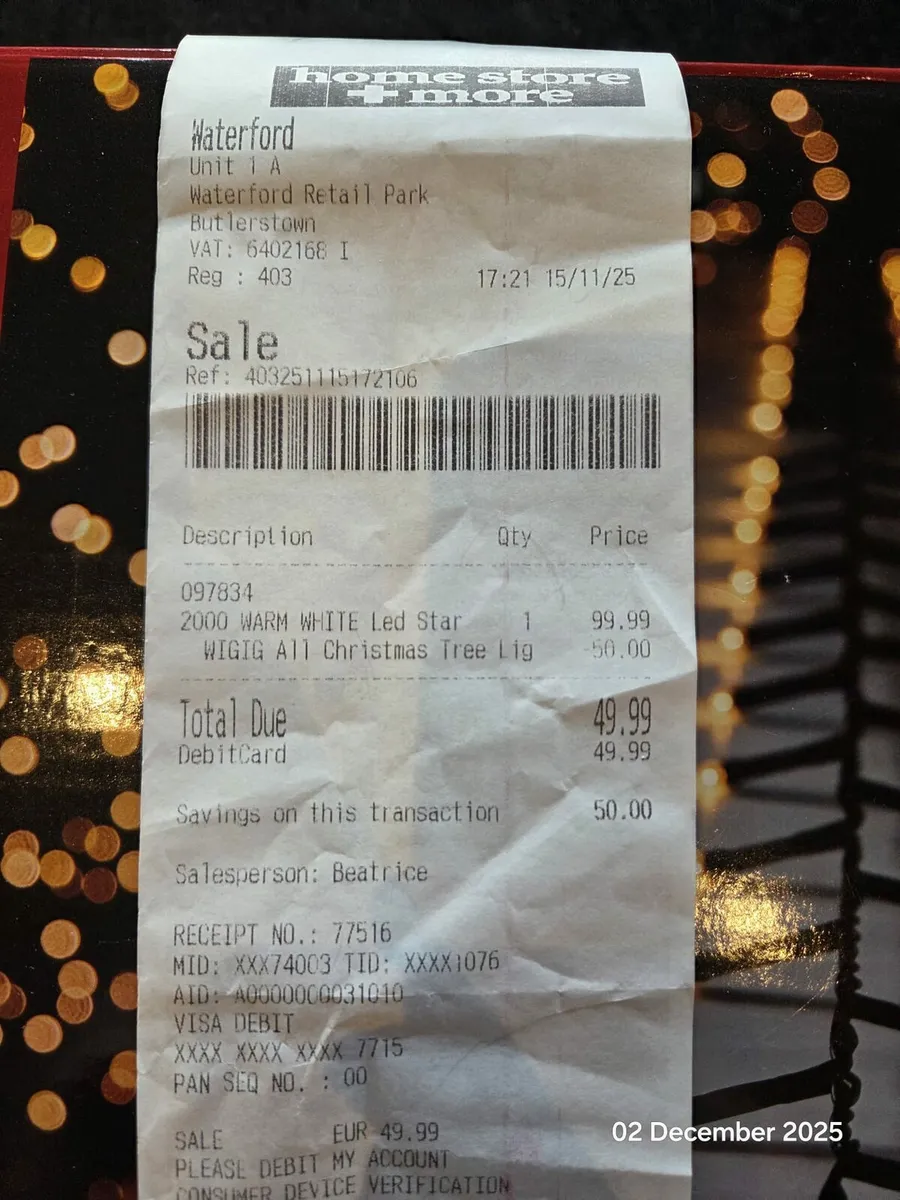 home store
+more
Waterford
Unit 1 A
Waterford Retail Park
Butlerstown
VAT: 6402168 I
Reg : 403 17:21 15/11/25
Sale
Ref: 403251115172106
Description Qty Price
097834
2000 WARM WHITE Led Star 1 99.99
WIGIG All Christmas Tree Lig -50.00
Total Due 49.99
DebitCard 49.99
Savings on this transaction 50.00
Salesperson: Beatrice
RECEIPT NO.: 77516
MID: XXX74003 TID: XXXX1076
AID: A0000000031010
VISA DEBIT
XXXX XXXX XXXX 7715
PAN SEQ NO. : 00
SALE EUR 49.99
PLEASE DEBIT MY ACCOUNT
CONSUMER DEVICE VERIFICATION
02 December 2025